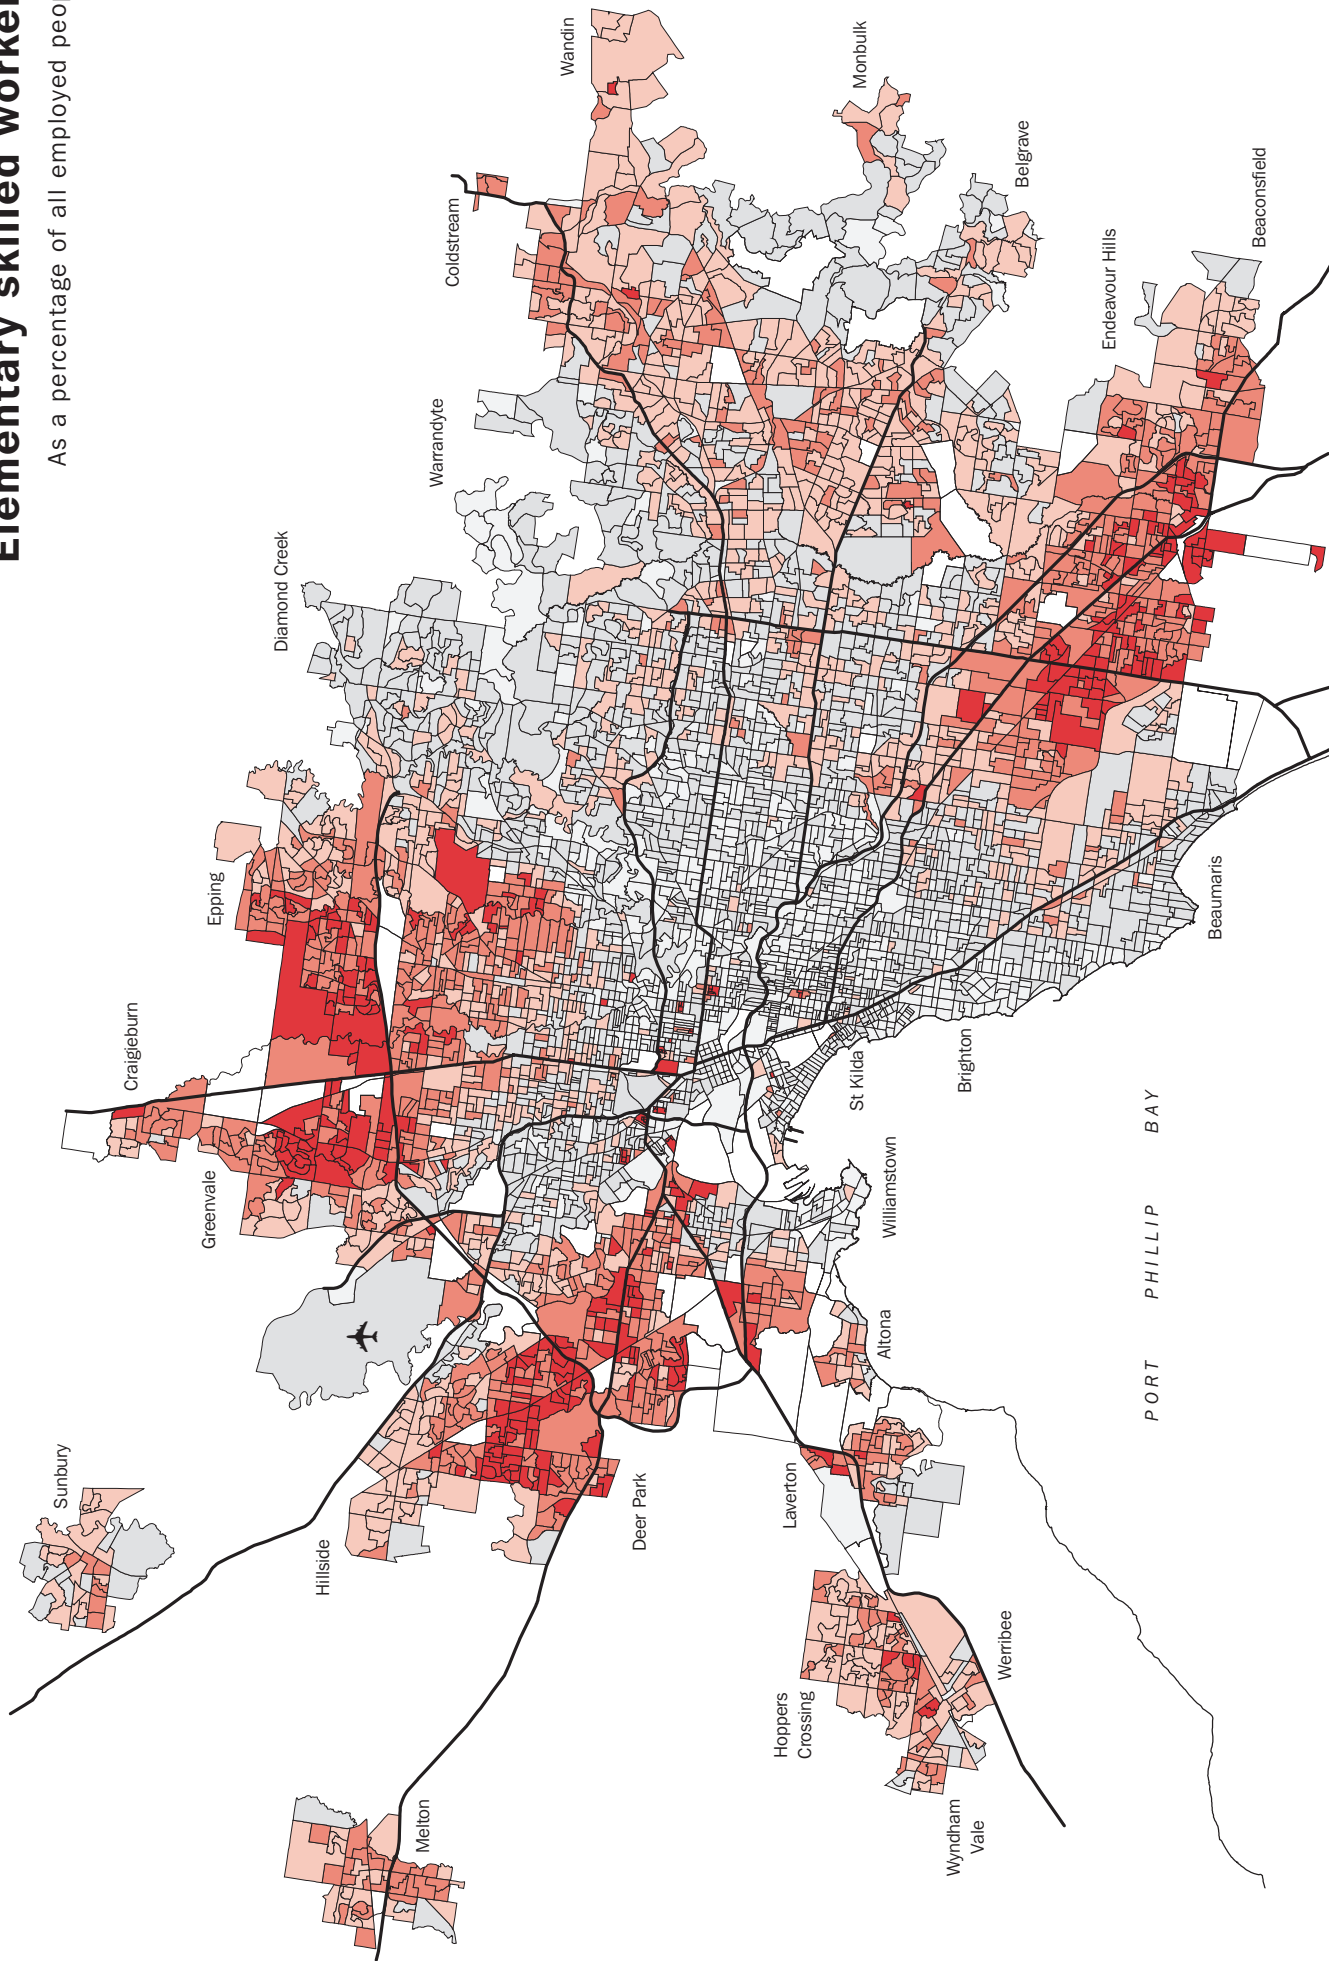 Elementary skilled
As a percentage of all employed
Wandin
Monbulk
Coldstream
Belgrave
Beaconsfield
Endeavour Hills
Warrandyte
Diamond Creek
Epping
Beaumaris
Craigieburn
St Kilda
Brighton
Greenvale
Williamstown
PORT PHILLIP BAY
Altona
Sunbury
Hillside
Deer Park
Laverton
Hoppers
Crossing
Werribee
Melton
Wyndham
Vale